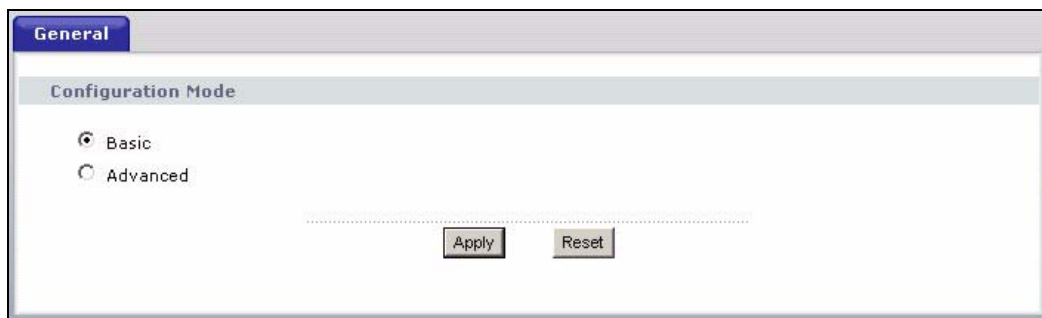 General
Configuration Mode
Basic
Advanced
Apply Reset